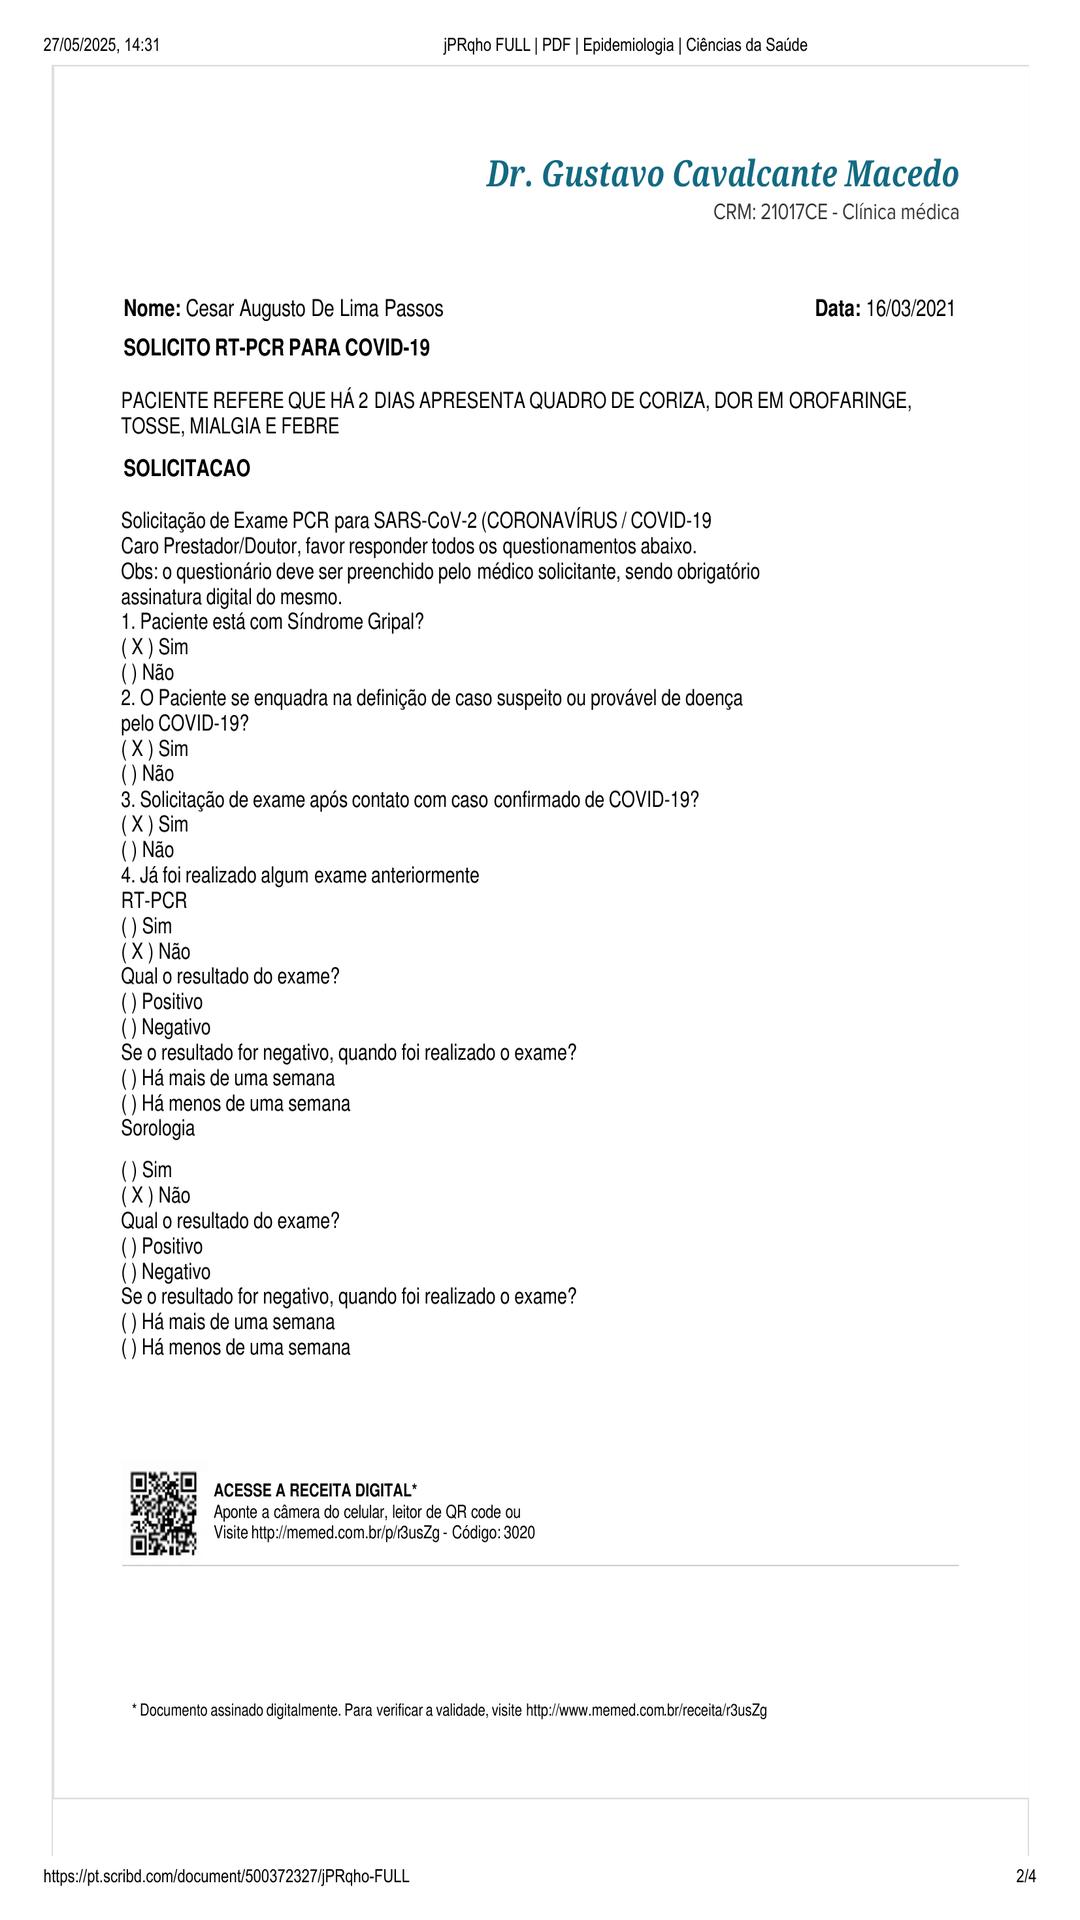 27/05/2025, 14:31 jPRqho FULL | PDF | Epidemiologia | Ciências da Saúde
Dr. Gustavo Cavalcante Macedo
CRM: 21017CE - Clínica médica
Nome: Cesar Augusto De Lima Passos Data: 16/03/2021
SOLICITO RT-PCR PARA COVID-19
PACIENTE REFERE QUE HÁ 2 DIAS APRESENTA QUADRO DE CORIZA, DOR EM OROFARINGE,
TOSSE, MIALGIA E FEBRE
SOLICITACAO
Solicitação de Exame PCR para SARS-CoV-2 (CORONAVÍRUS / COVID-19
Caro Prestador/Doutor, favor responder todos os questionamentos abaixo.
Obs: o questionário deve ser preenchido pelo médico solicitante, sendo obrigatório
assinatura digital do mesmo.
1. Paciente está com Síndrome Gripal?
( X ) Sim
( ) Não
2. O Paciente se enquadra na definição de caso suspeito ou provável de doença
pelo COVID-19?
( X ) Sim
( ) Não
3. Solicitação de exame após contato com caso confirmado de COVID-19?
( X ) Sim
( ) Não
4. Já foi realizado algum exame anteriormente
RT-PCR
( ) Sim
( X ) Não
Qual o resultado do exame?
( ) Positivo
( ) Negativo
Se o resultado for negativo, quando foi realizado o exame?
( ) Há mais de uma semana
( ) Há menos de uma semana
Sorologia
( ) Sim
( X ) Não
Qual o resultado do exame?
( ) Positivo
( ) Negativo
Se o resultado for negativo, quando foi realizado o exame?
( ) Há mais de uma semana
( ) Há menos de uma semana
ACESSE A RECEITA DIGITAL*
Aponte a câmera do celular, leitor de QR code ou
Visite http://memed.com.br/p/r3usZg - Código: 3020
* Documento assinado digitalmente. Para verificar a validade, visite http://www.memed.com.br/receita/r3usZg
https://pt.scribd.com/document/500372327/jPRqho-FULL 2/4